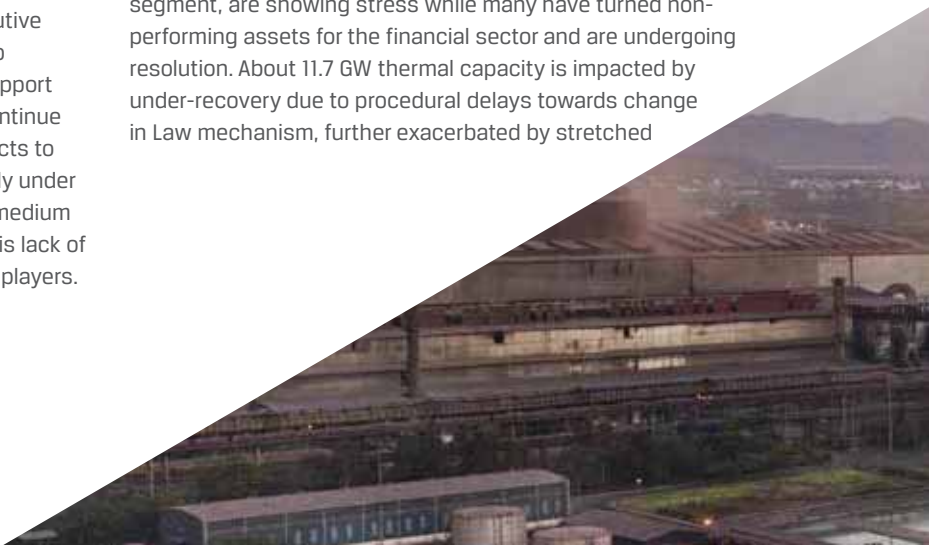 utive
pport
ntinue
cts to
ly under
medium
is lack of
players.
segment, are showing stress while many have turned non-
performing assets for the financial sector and are undergoing
resolution. About 11.7 GW thermal capacity is impacted by
under-recovery due to procedural delays towards change
in Law mechanism, further exacerbated by stretched